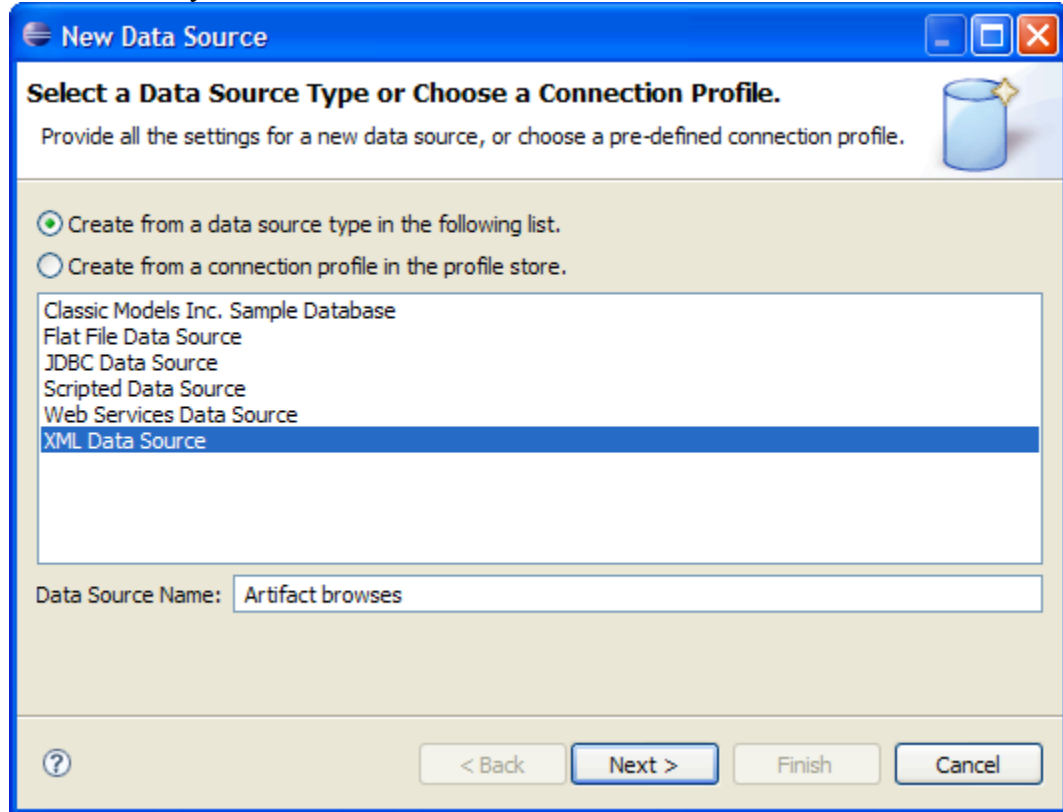 New Data Source
Select a Data Source Type or Choose a Connection Profile.
Provide all the settings for a new data source, or choose a pre-defined connection profile.
Create from a data source type in the following list.
Create from a connection profile in the profile store.
Classic Models Inc. Sample Database
Flat File Data Source
JDBC Data Source
Scripted Data Source
Web Services Data Source
XML Data Source
Data Source Name: Artifact browses
? < Back Next > Finish Cancel